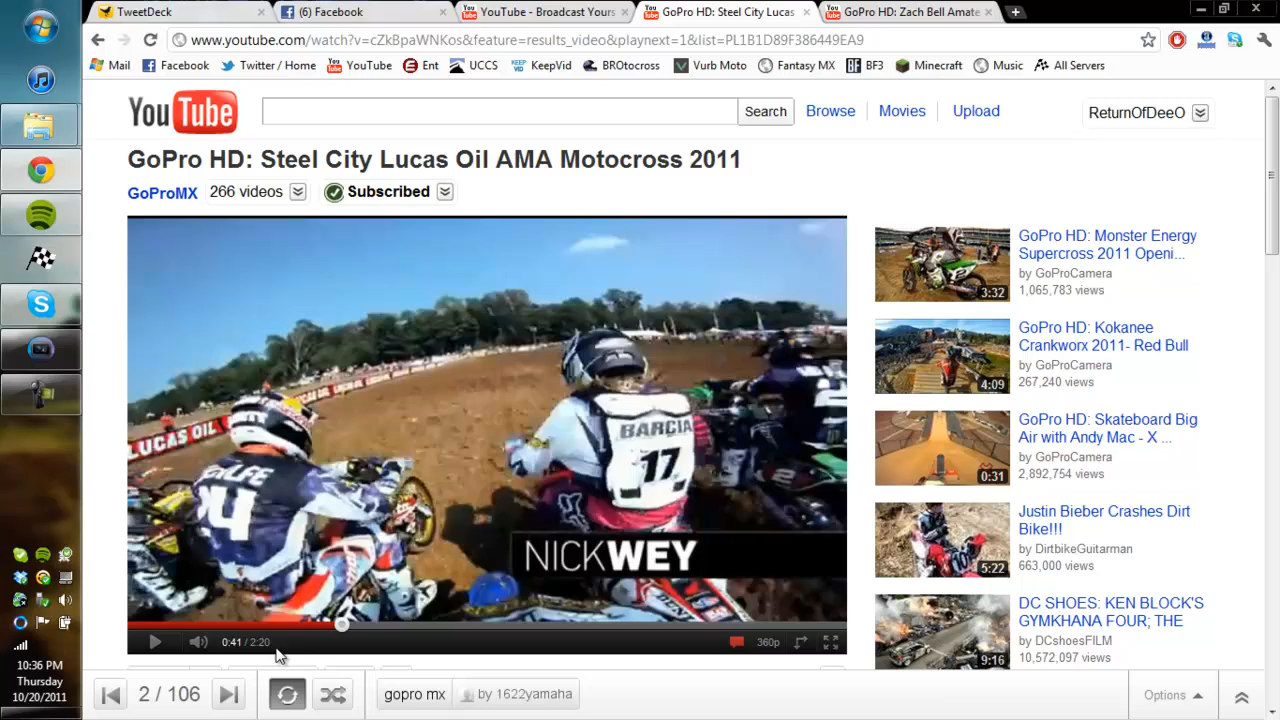 TweetDeck
(6) Facebook
YouTube - Broadcast Yours
GoPro HD: Steel City Lucas
GoPro HD: Zach Bell Amate
www.youtube.com/watch?v=cZkBpaWNKos&feature=results_video&playnext=1&list=PL1B1D89F386449EA9
Mail
Facebook
Twitter / Home
YouTube
Ent
UCCS
KeepVid
BROtocross
Vurb Moto
Fantasy MX
BF3
Minecraft
Music
All Servers
YouTube
Search
Browse
Movies
Upload
ReturnOfDeeO
GoPro HD: Steel City Lucas Oil AMA Motocross 2011
GoProMX
266 videos
Subscribed
LUCAS OIL
BARCIA
17
NICKWEY
0:41 / 2:20
360p
GoPro HD: Monster Energy
Supercross 2011 Openi...
by GoProCamera
1,065,783 views
3:32
GoPro HD: Kokanee
Crankworx 2011- Red Bull
by GoProCamera
267,240 views
4:09
GoPro HD: Skateboard Big
Air with Andy Mac - X ...
by GoProCamera
2,892,754 views
0:31
Justin Bieber Crashes Dirt
Bike!!!
by DirtbikeGuitarman
663,000 views
5:22
DC SHOES: KEN BLOCK'S
GYMKHANA FOUR; THE
by DCshoesFILM
10,572,097 views
9:16
2 / 106
gopro mx
by 1622yamaha
Options
10:36 PM
Thursday
10/20/2011